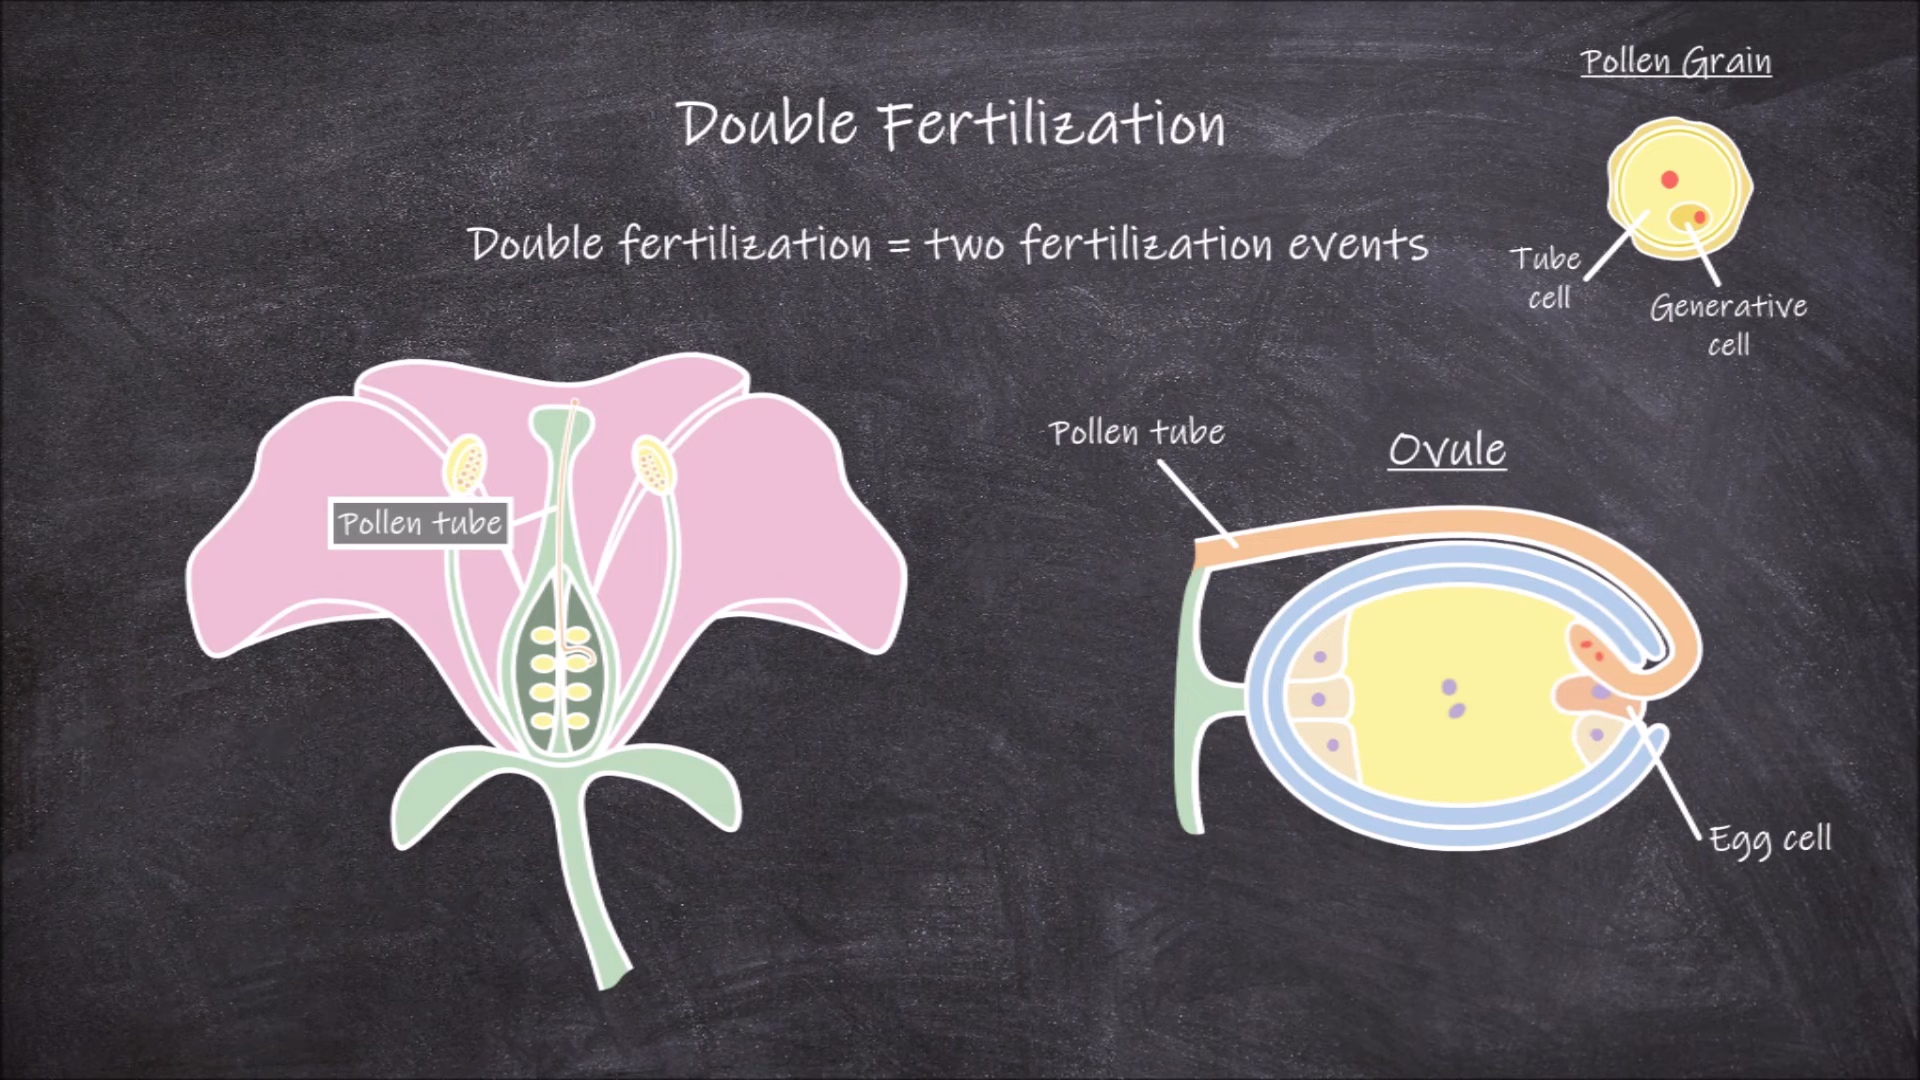 Pollen Grain
Double Fertilization
Double fertilization = two fertilization events
Tube
cell
Generative
cell
Pollen tube
Ovule
Pollen tube
Egg cell